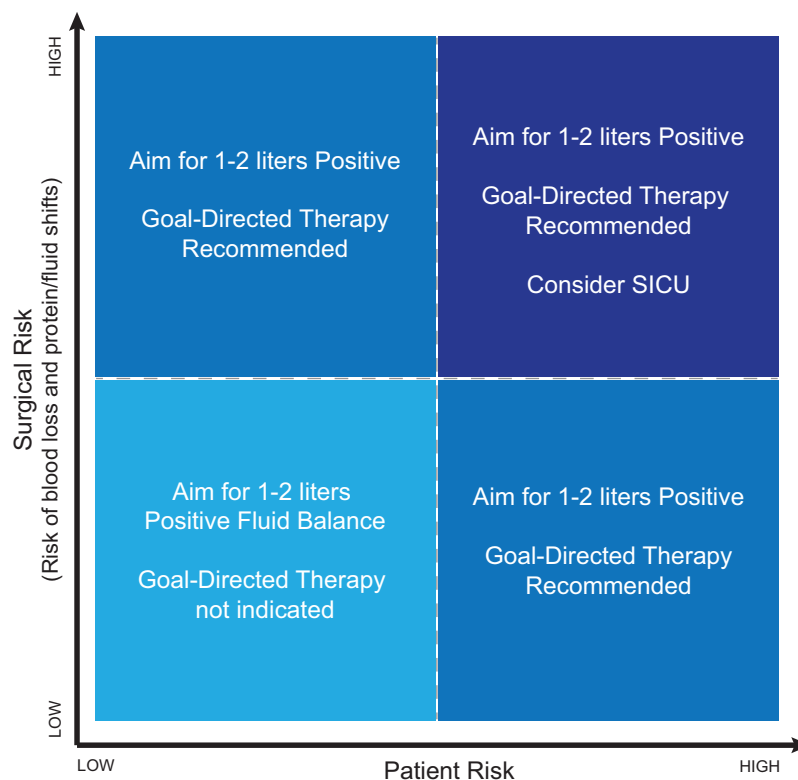 HIGH
Surgical Risk
(Risk of blood loss and protein/fluid shifts)
LOW
Aim for 1-2 liters Positive
Goal-Directed Therapy
Recommended
Aim for 1-2 liters Positive
Goal-Directed Therapy
Recommended
Consider SICU
Aim for 1-2 liters
Positive Fluid Balance
Goal-Directed Therapy
not indicated
Aim for 1-2 liters Positive
Goal-Directed Therapy
Recommended
LOW
Patient Risk
HIGH